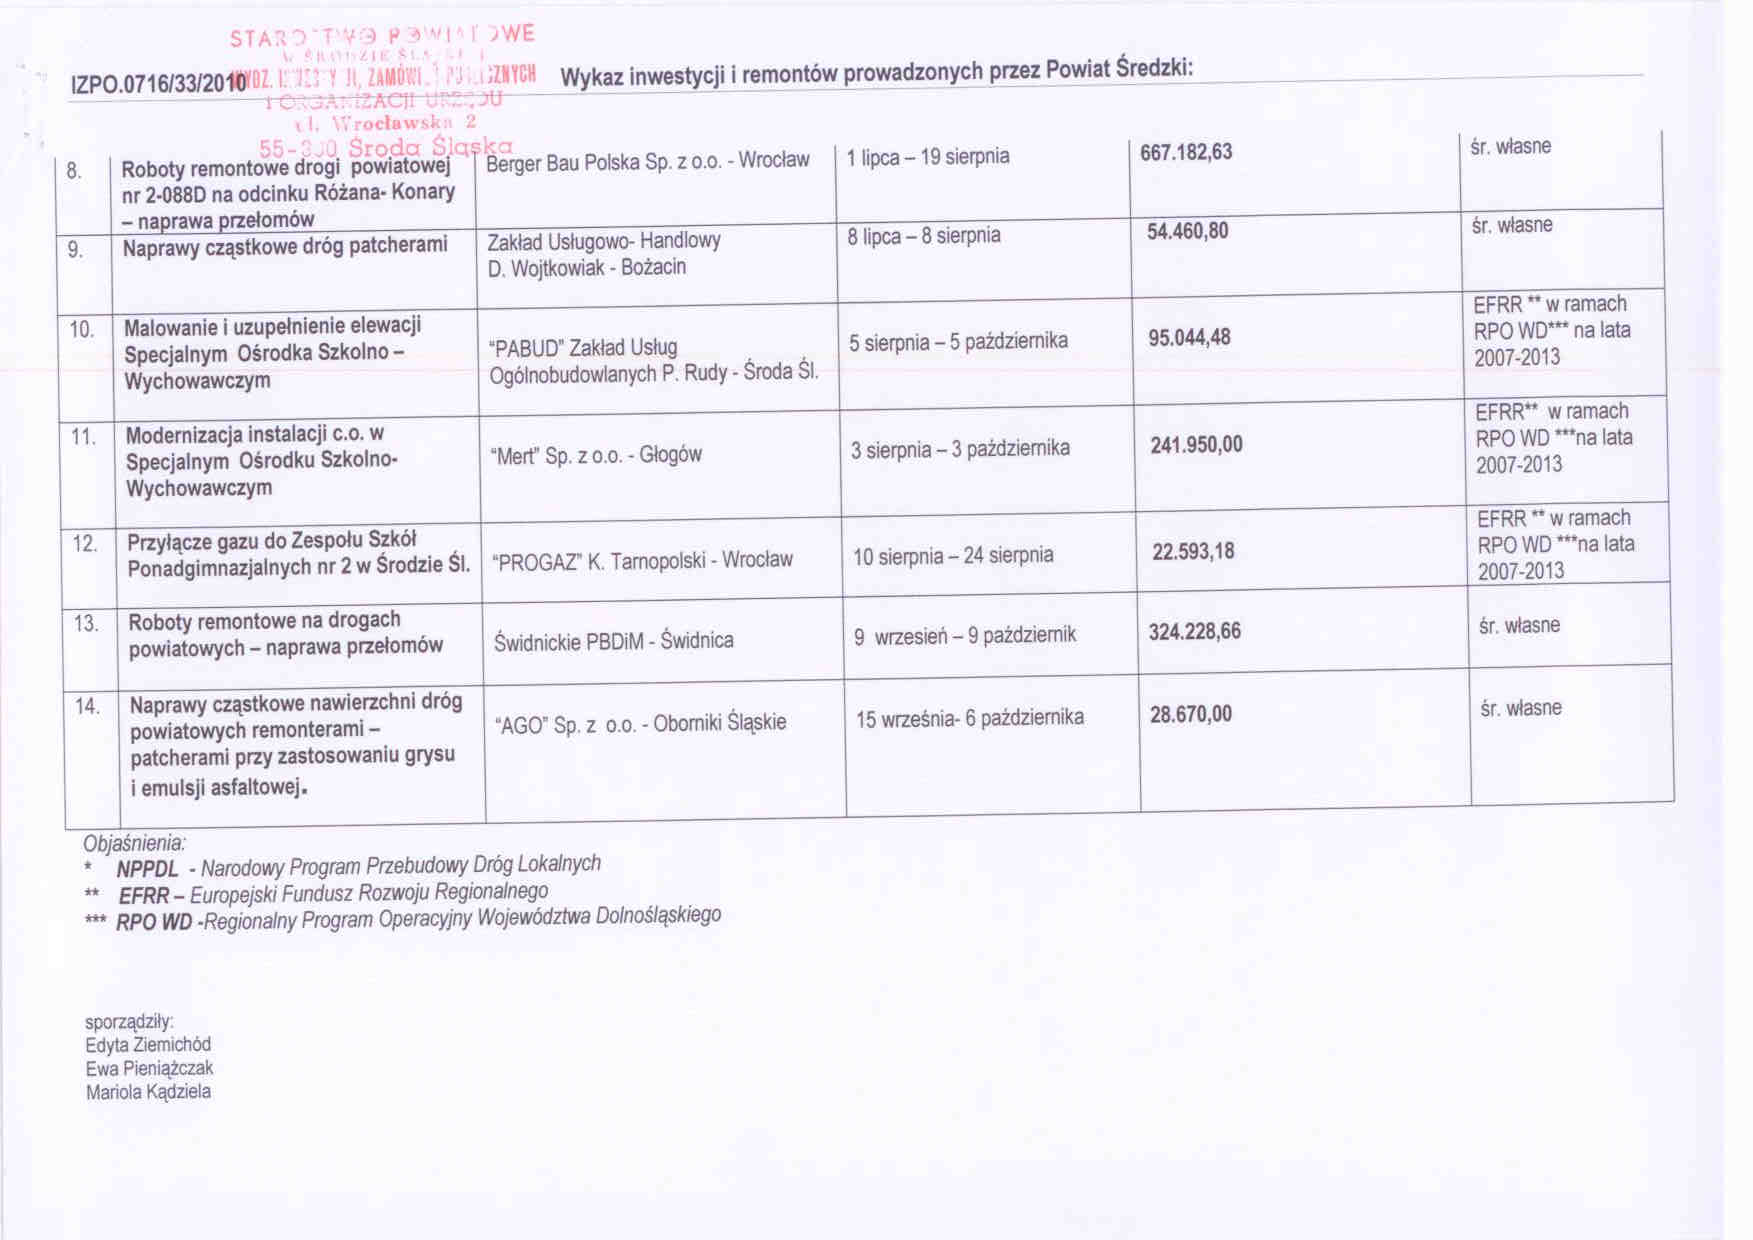 POWIATOWE
IZPO.0716/33/2010 Wykaz inwestycji i remontów prowadzonych przez Powiat Średzki:
I ORGANIZACJI URZĘDU
ul. Wrocławska 2
Środa Śląska
8. Roboty remontowe drogi powiatowej
nr 2-088D na odcinku Różana- Konary
– naprawa przełomów
Berger Bau Polska Sp. z o.o. - Wrocław
1 lipca – 19 sierpnia
667.182,63
śr. własne
9. Naprawy cząstkowe dróg patcherami
Zakład Usługowo- Handlowy
D. Wojtkowiak - Bożacin
8 lipca – 8 sierpnia
54.460,80
śr. własne
10. Malowanie i uzupełnienie elewacji
Specjalnym Ośrodka Szkolno –
Wychowawczym
“PABUD” Zakład Usług
Ogólnobudowlanych P. Rudy - Środa Śl.
5 sierpnia – 5 października
95.044,48
EFRR ** w ramach
RPO WD*** na lata
2007-2013
11. Modernizacja instalacji c.o. w
Specjalnym Ośrodku Szkolno-
Wychowawczym
“Mert” Sp. z o.o. - Głogów
3 sierpnia – 3 października
241.950,00
EFRR** w ramach
RPO WD ***na lata
2007-2013
12. Przyłącze gazu do Zespołu Szkół
Ponadgimnazjalnych nr 2 w Środzie Śl.
“PROGAZ” K. Tarnopolski - Wrocław
10 sierpnia – 24 sierpnia
22.593,18
EFRR ** w ramach
RPO WD ***na lata
2007-2013
13. Roboty remontowe na drogach
powiatowych – naprawa przełomów
Świdnickie PBDiM - Świdnica
9 wrzesień – 9 październik
324.228,66
śr. własne
14. Naprawy cząstkowe nawierzchni dróg
powiatowych remonterami –
patcherami przy zastosowaniu grysu
i emulsji asfaltowej.
“AGO” Sp. z o.o. - Oborniki Śląskie
15 września- 6 października
28.670,00
śr. własne
Objaśnienia:
* NPPDL - Narodowy Program Przebudowy Dróg Lokalnych
** EFRR – Europejski Fundusz Rozwoju Regionalnego
*** RPO WD -Regionalny Program Operacyjny Województwa Dolnośląskiego
sporządziły:
Edyta Ziemichód
Ewa Pieniążczak
Mariola Kądziela